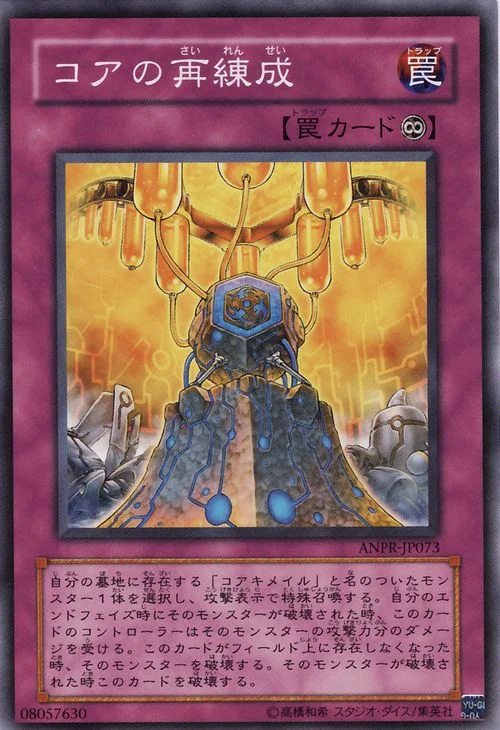 コアの再練成
さい れん せい
罠
トラップ
【罠カード】
トラップ
ANPR-JP073
自分の墓地に存在する「コアキメイル」と名のついたモン
スター1体を選択し、攻撃表示で特殊召喚する。自分のエ
ンドフェイズ時にそのモンスターが破壊された時、このカー
ドのコントローラーはそのモンスターの攻撃力分のダメー
ジを受ける。このカードがフィールド上に存在しなくなった
時、そのモンスターを破壊する。そのモンスターが破壊され
た時このカードを破壊する。
08057630
©高橋和希 スタジオ・ダイス/集英社
YU-GI